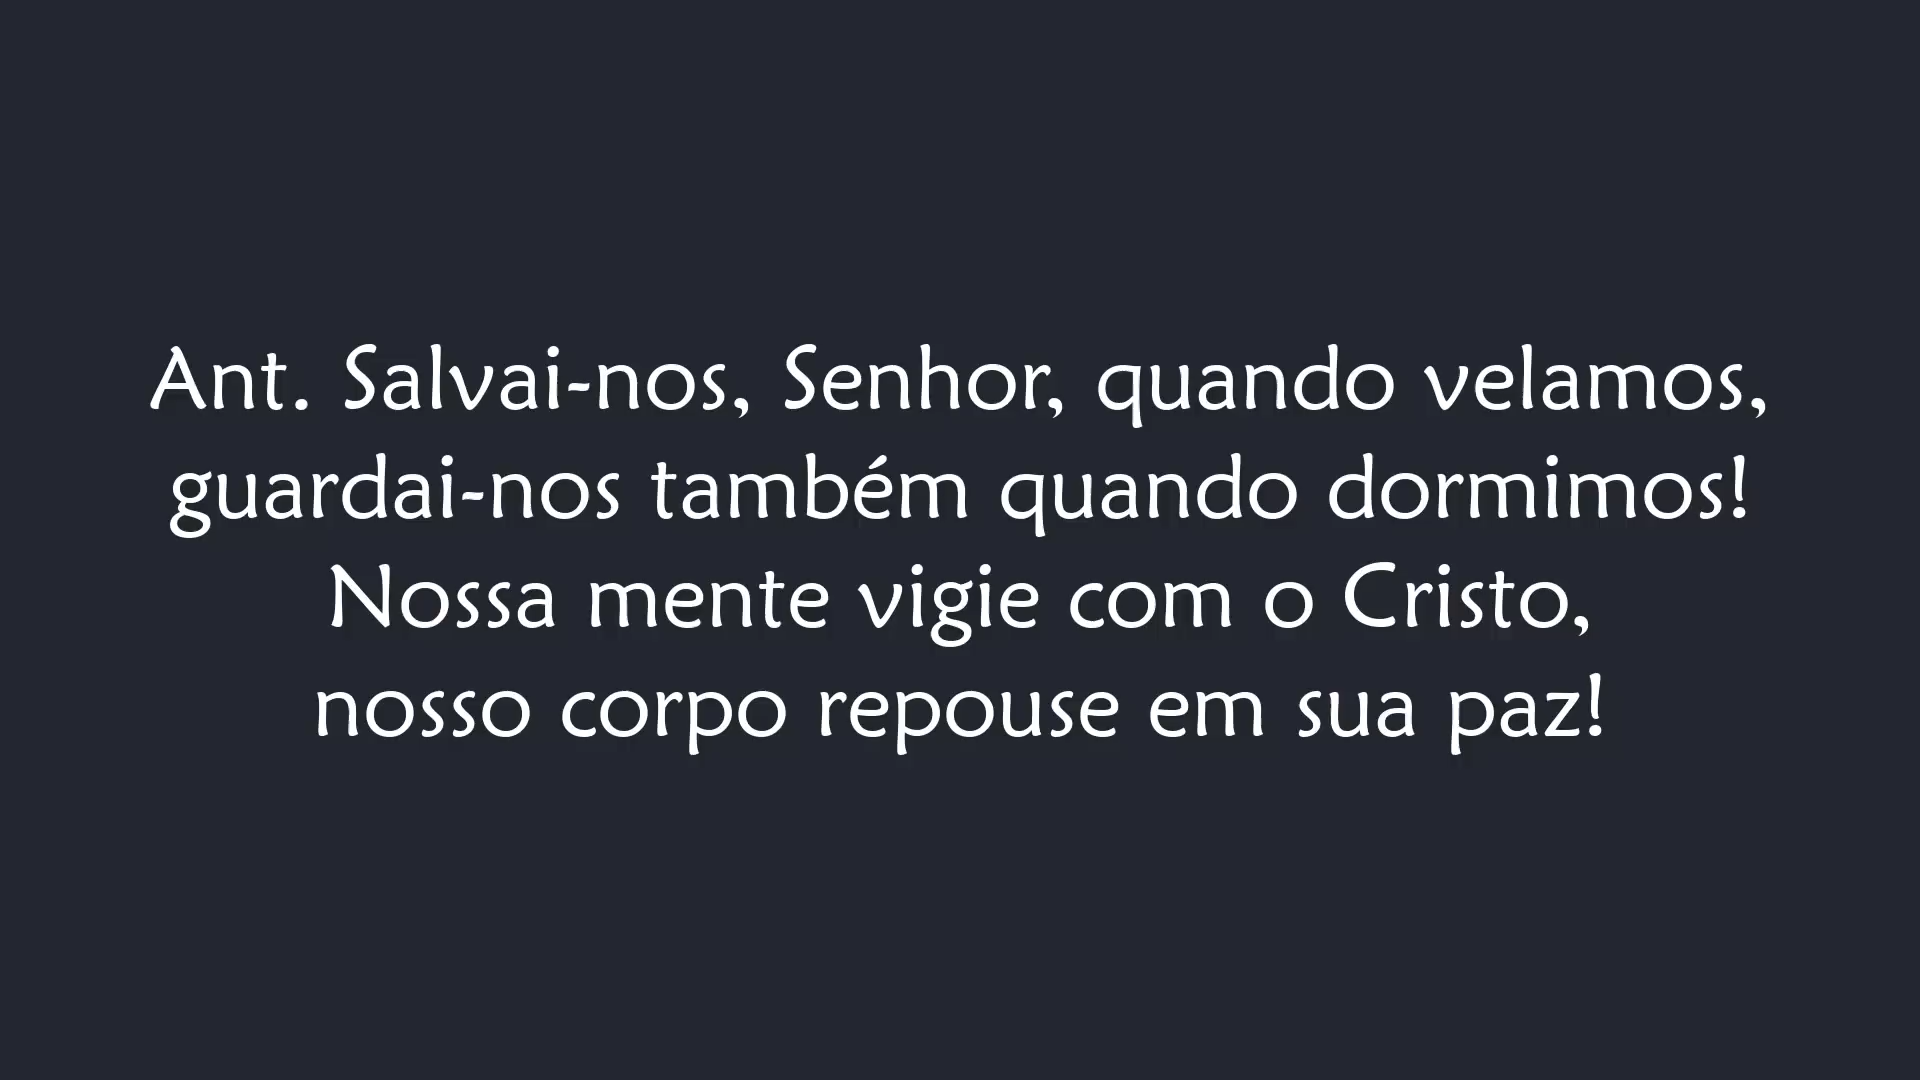 Ant. Salvai-nos, Senhor, quando velamos,
guardai-nos também quando dormimos!
Nossa mente vigie com o Cristo,
nosso corpo repouse em sua paz!